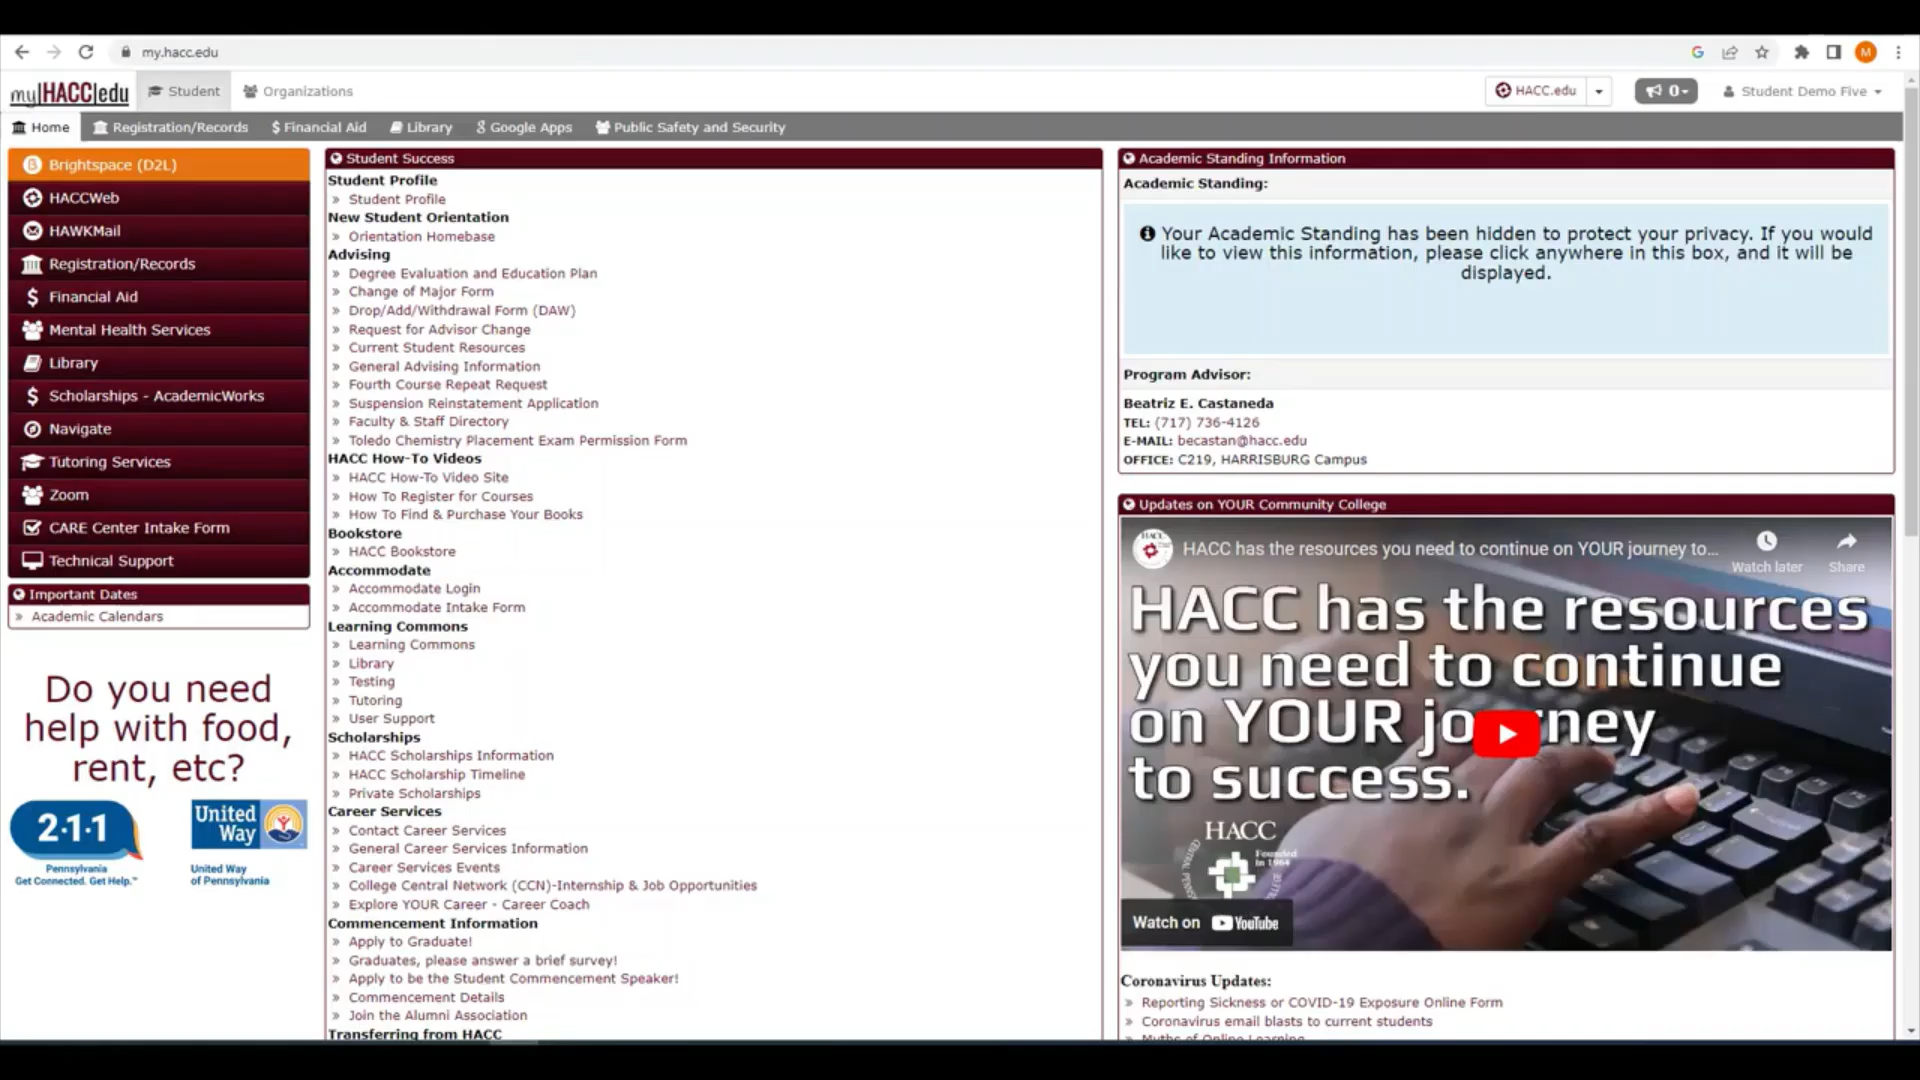 my.hacc.edu
M
my|HACC|edu
Student
Organizations
HACC.edu
0
Student Demo Five
Home
Registration/Records
$ Financial Aid
Library
Google Apps
Public Safety and Security
Brightspace (D2L)
HACCWeb
HAWKMail
Registration/Records
$ Financial Aid
Mental Health Services
Library
$ Scholarships - AcademicWorks
Navigate
Tutoring Services
Zoom
CARE Center Intake Form
Technical Support
Important Dates
» Academic Calendars
Do you need
help with food,
rent, etc?
2·1·1
Pennsylvania
Get Connected. Get Help.™
United
Way
United Way
of Pennsylvania
Student Success
Student Profile
» Student Profile
New Student Orientation
» Orientation Homebase
Advising
» Degree Evaluation and Education Plan
» Change of Major Form
» Drop/Add/Withdrawal Form (DAW)
» Request for Advisor Change
» Current Student Resources
» General Advising Information
» Fourth Course Repeat Request
» Suspension Reinstatement Application
» Faculty & Staff Directory
» Toledo Chemistry Placement Exam Permission Form
HACC How-To Videos
» HACC How-To Video Site
» How To Register for Courses
» How To Find & Purchase Your Books
Bookstore
» HACC Bookstore
Accommodate
» Accommodate Login
» Accommodate Intake Form
Learning Commons
» Learning Commons
» Library
» Testing
» Tutoring
» User Support
Scholarships
» HACC Scholarships Information
» HACC Scholarship Timeline
» Private Scholarships
Career Services
» Contact Career Services
» General Career Services Information
» Career Services Events
» College Central Network (CCN)-Internship & Job Opportunities
» Explore YOUR Career - Career Coach
Commencement Information
» Apply to Graduate!
» Graduates, please answer a brief survey!
» Apply to be the Student Commencement Speaker!
» Commencement Details
» Join the Alumni Association
Transferring from HACC
Academic Standing Information
Academic Standing:
Your Academic Standing has been hidden to protect your privacy. If you would
like to view this information, please click anywhere in this box, and it will be
displayed.
Program Advisor:
Beatriz E. Castaneda
TEL: (717) 736-4126
E-MAIL: becastan@hacc.edu
OFFICE: C219, HARRISBURG Campus
Updates on YOUR Community College
HACC
HACC has the resources you need to continue on YOUR journey to...
Watch later
Share
HACC has the resources
you need to continue
on YOUR jo ney
to success.
HACC
Founded
in 1964
Watch on YouTube
Coronavirus Updates:
» Reporting Sickness or COVID-19 Exposure Online Form
» Coronavirus email blasts to current students
Myths of Online Learning